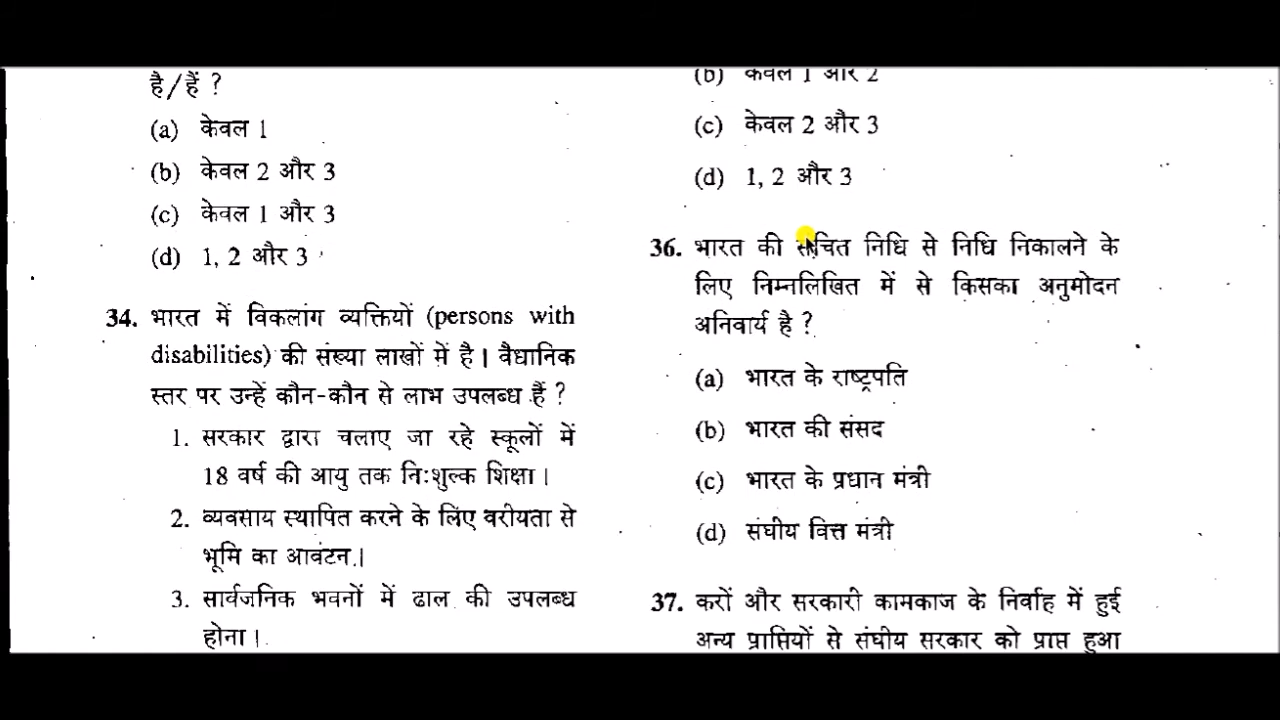 है/हैं ?
(a) केवल 1
(b) केवल 2 और 3
(c) केवल 1 और 3
(d) 1, 2 और 3
34. भारत में विकलांग व्यक्तियों (persons with
disabilities) की संख्या लाखों में है। वैधानिक
स्तर पर उन्हें कौन-कौन से लाभ उपलब्ध हैं ?
1. सरकार द्वारा चलाए जा रहे स्कूलों में
18 वर्ष की आयु तक निःशुल्क शिक्षा।
2. व्यवसाय स्थापित करने के लिए वरीयता से
भूमि का आवंटन।
3. सार्वजनिक भवनों में ढाल की उपलब्ध
होना।
(b) केवल 1 और 2
(c) केवल 2 और 3
(d) 1, 2 और 3
36. भारत की संचित निधि से निधि निकालने के
लिए निम्नलिखित में से किसका अनुमोदन
अनिवार्य है ?
(a) भारत के राष्ट्रपति
(b) भारत की संसद
(c) भारत के प्रधान मंत्री
(d) संघीय वित्त मंत्री
37. करों और सरकारी कामकाज के निर्वाह में हुई
अन्य प्राप्तियों से संघीय सरकार को प्राप्त हुआ